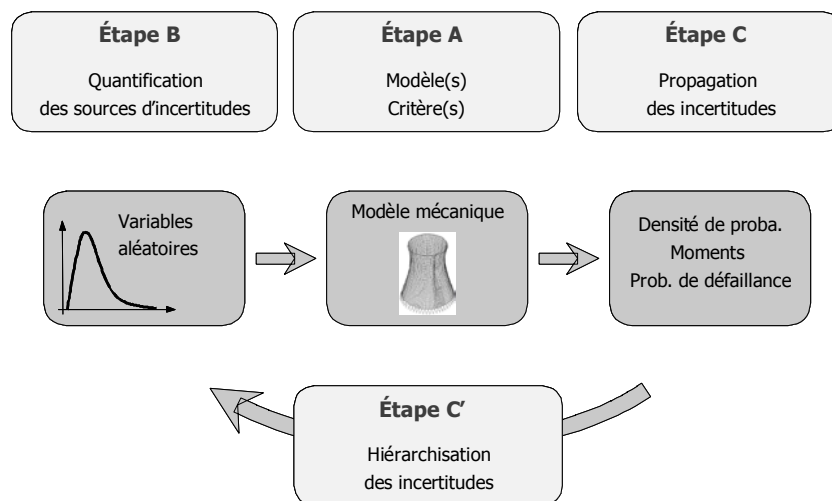 Étape B
Quantification
des sources d'incertitudes
Étape A
Modèle(s)
Critère(s)
Étape C
Propagation
des incertitudes
Variables
aléatoires
Modèle mécanique
Densité de proba.
Moments
Prob. de défaillance
Étape C'
Hiérarchisation
des incertitudes